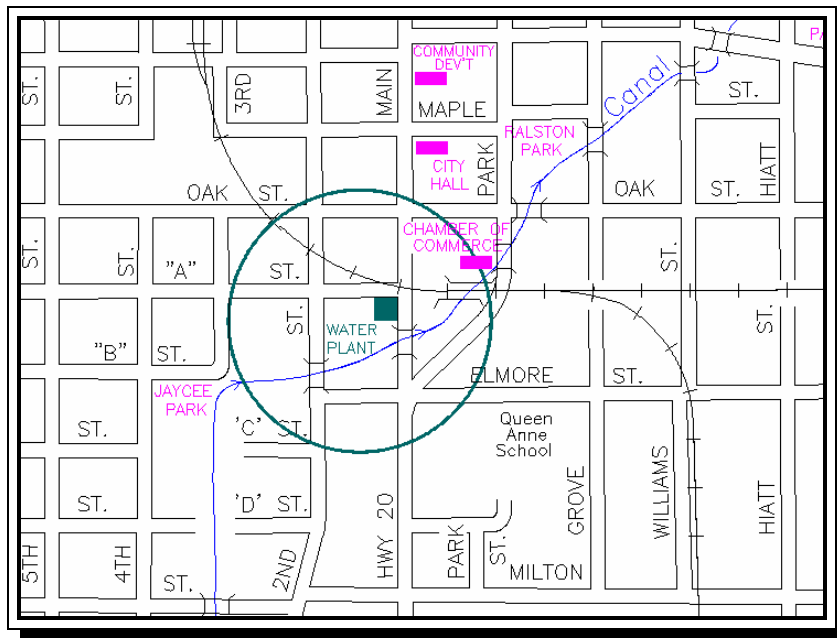 COMMUNITY
DEV'T
PA
ST.
ST.
3RD
MAIN
MAPLE
Canal
ST.
RALSTON
PARK
CITY
HALL
PARK
HIATT
OAK ST.
OAK ST.
CHAMBER OF
COMMERCE
ST.
ST.
"A" ST.
ST.
ST.
ST.
WATER
PLANT
"B" ST.
ELMORE ST.
JAYCEE
PARK
Queen
Anne
School
ST.
'C' ST.
ST.
'D' ST.
HWY 20
GROVE
WILLIAMS
HIATT
5TH
4TH
ST.
2ND
PARK
ST.
MILTON